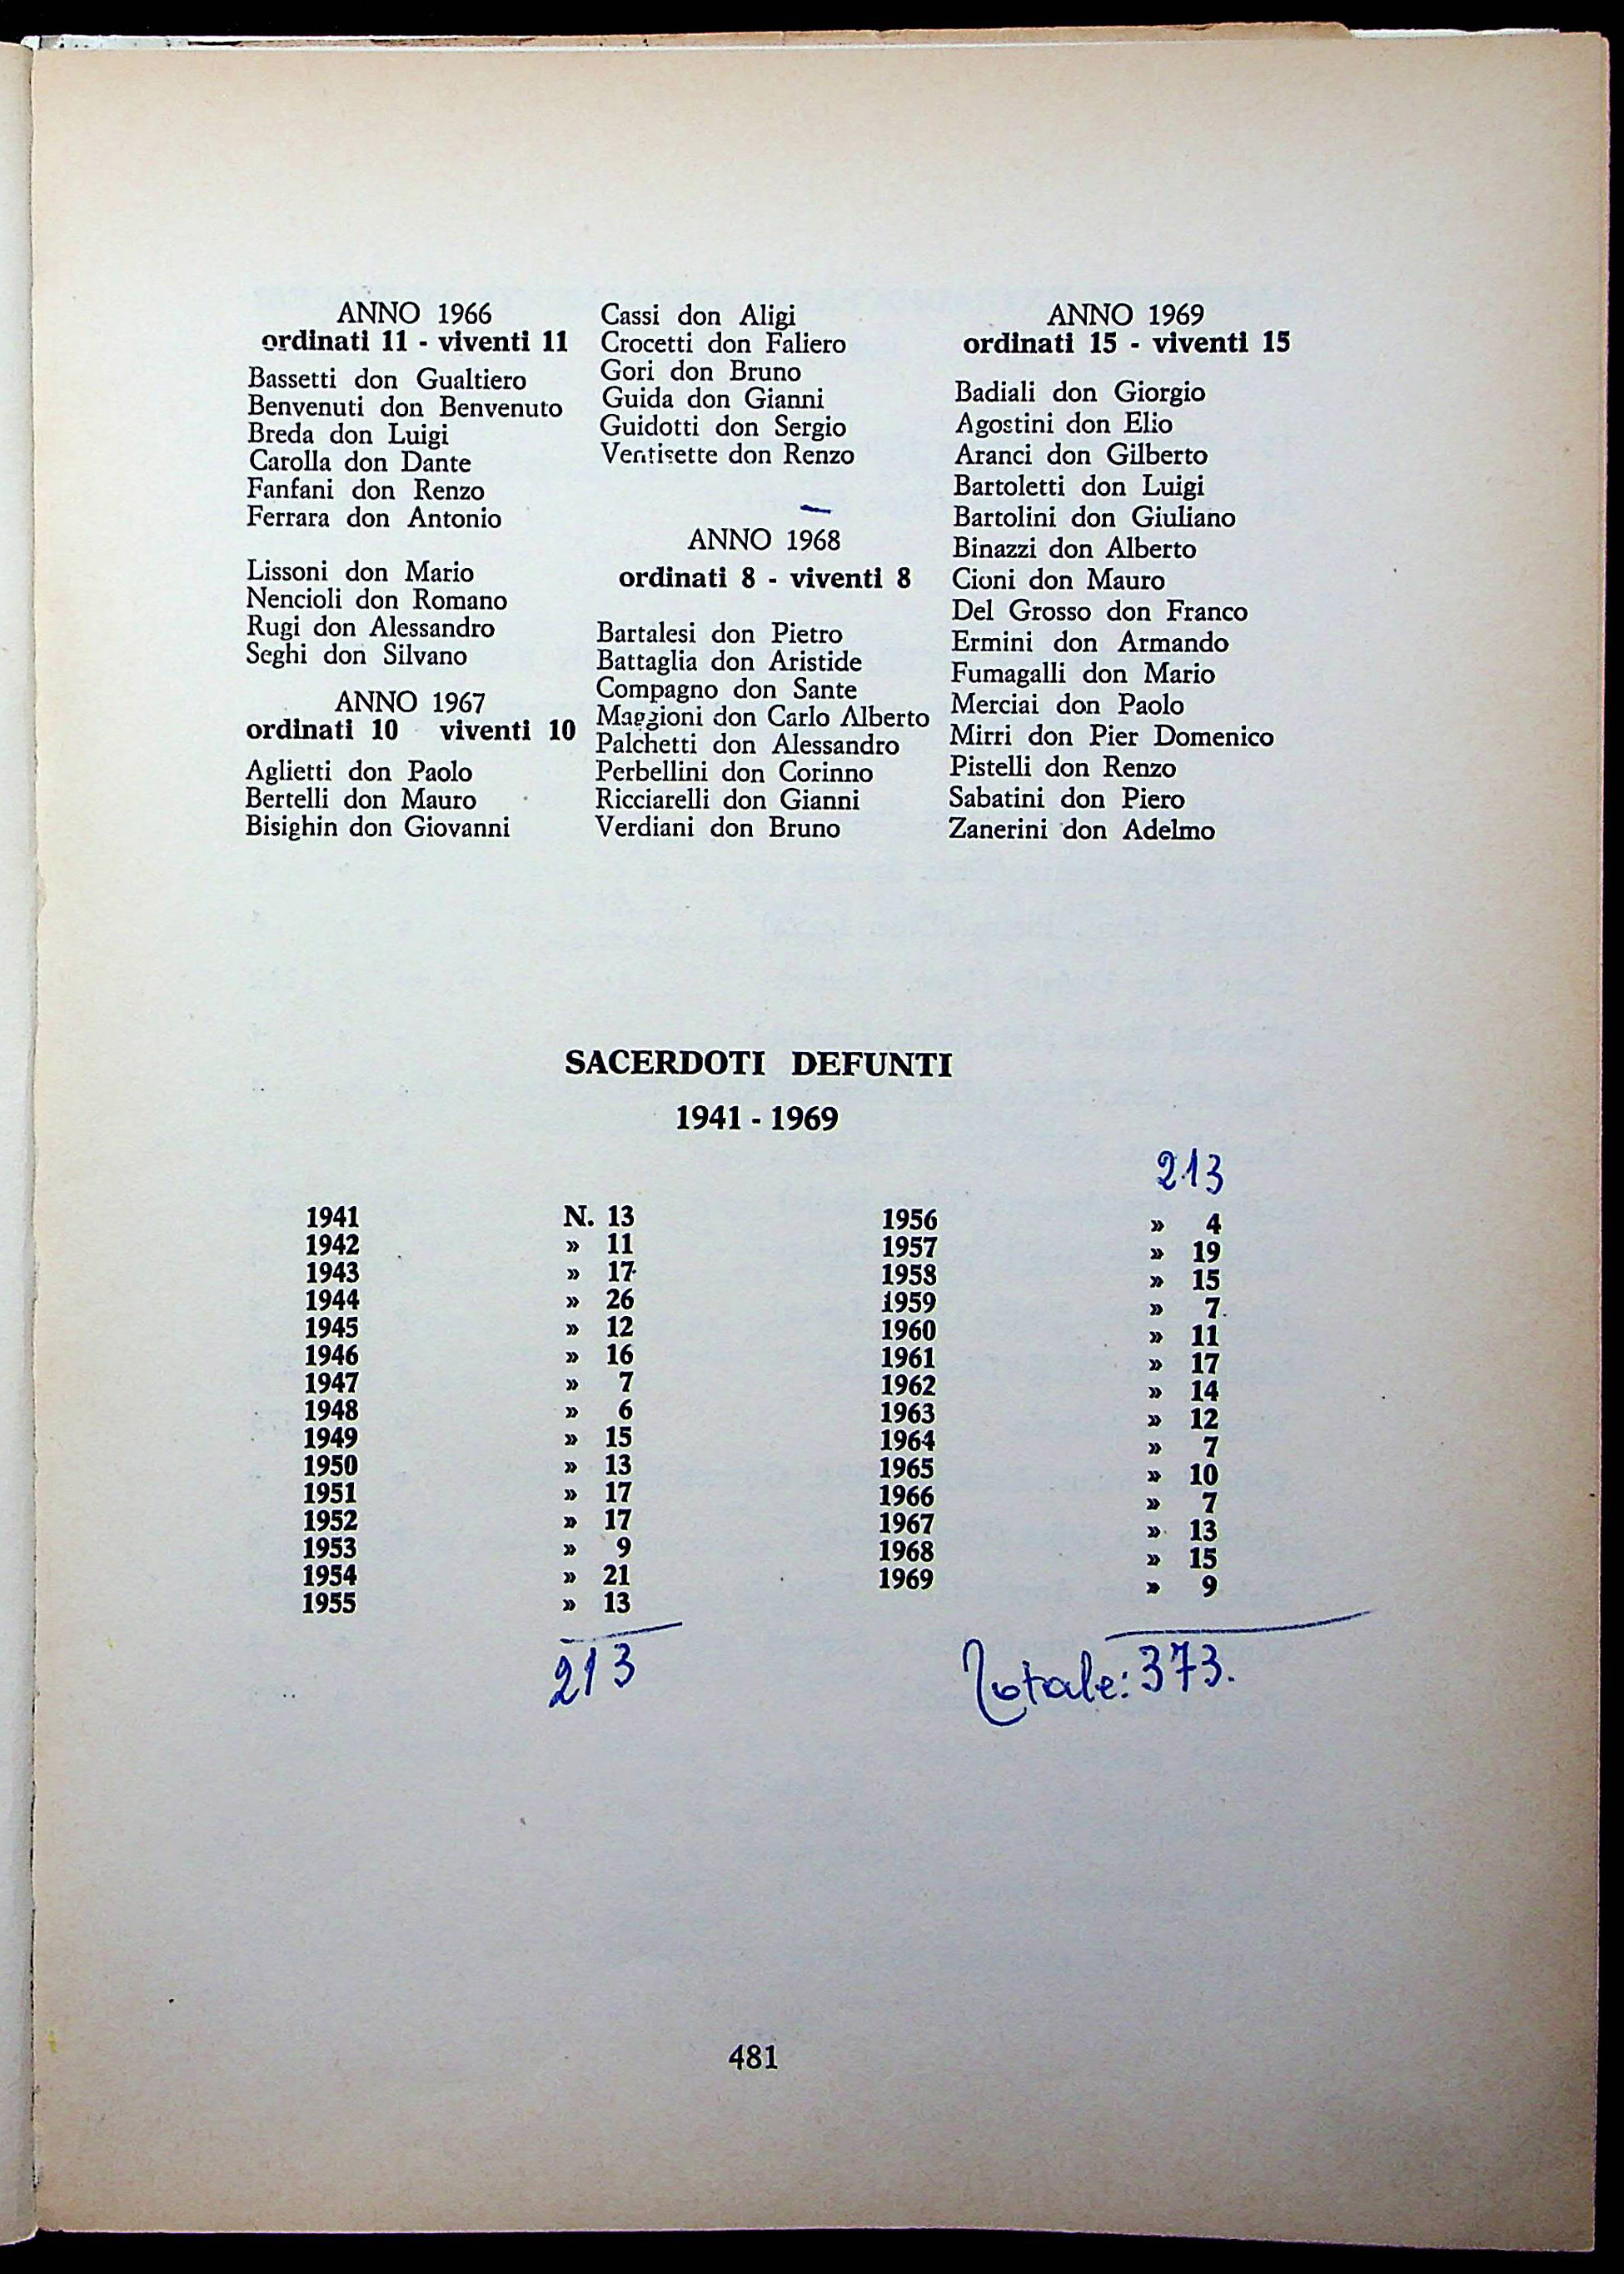 ANNO 1966
ordinati 11 - viventi 11
Bassetti don Gualtiero
Benvenuti don Benvenuto
Breda don Luigi
Carolla don Dante
Fanfani don Renzo
Ferrara don Antonio
Lissoni don Mario
Nencioli don Romano
Rugi don Alessandro
Seghi don Silvano
ANNO 1967
ordinati 10 viventi 10
Aglietti don Paolo
Bertelli don Mauro
Bisighin don Giovanni
Cassi don Aligi
Crocetti don Faliero
Gori don Bruno
Guida don Gianni
Guidotti don Sergio
Ventisette don Renzo
ANNO 1968
ordinati 8 - viventi 8
Bartalesi don Pietro
Battaglia don Aristide
Compagno don Sante
Maggioni don Carlo Alberto
Palchetti don Alessandro
Perbellini don Corinno
Ricciarelli don Gianni
Verdiani don Bruno
ANNO 1969
ordinati 15 - viventi 15
Badiali don Giorgio
Agostini don Elio
Aranci don Gilberto
Bartoletti don Luigi
Bartolini don Giuliano
Binazzi don Alberto
Cioni don Mauro
Del Grosso don Franco
Ermini don Armando
Fumagalli don Mario
Merciai don Paolo
Mirri don Pier Domenico
Pistelli don Renzo
Sabatini don Piero
Zanerini don Adelmo
SACERDOTI DEFUNTI
1941 - 1969
1941 N. 13
1942 » 11
1943 » 17
1944 » 26
1945 » 12
1946 » 16
1947 » 7
1948 » 6
1949 » 15
1950 » 13
1951 » 17
1952 » 17
1953 » 9
1954 » 21
1955 » 13
213
213
1956 » 4
1957 » 19
1958 » 15
1959 » 7
1960 » 11
1961 » 17
1962 » 14
1963 » 12
1964 » 7
1965 » 10
1966 » 7
1967 » 13
1968 » 15
1969 » 9
Totale: 373.
481